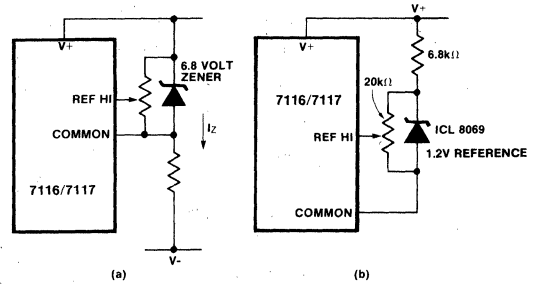 V+
6.8 VOLT
ZENER
REF HI
COMMON
IZ
7116/7117
V-
(a)
V+
V+
6.8kΩ
20kΩ
7116/7117
REF HI
ICL 8069
1.2V REFERENCE
COMMON
(b)